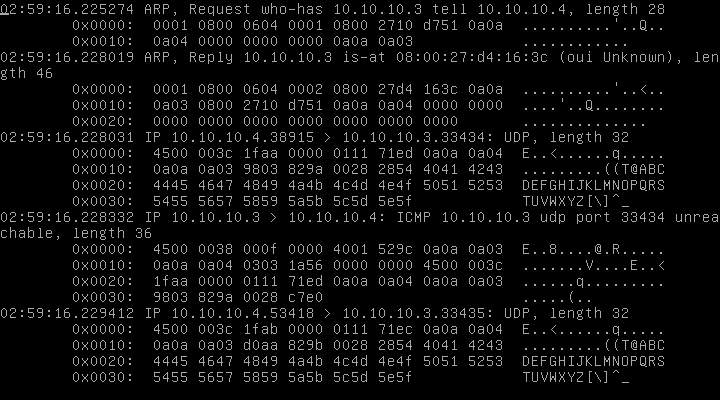 02:59:16.225274 ARP, Request who-has 10.10.10.3 tell 10.10.10.4, length 28
0x0000:  0001 0800 0604 0001 0800 2710 d751 0a0a  ..........'..Q..
0x0010:  0a04 0000 0000 0000 0a0a 0a03            ............
02:59:16.228019 ARP, Reply 10.10.10.3 is-at 08:00:27:d4:16:3c (oui Unknown), len
gth 46
0x0000:  0001 0800 0604 0002 0800 27d4 163c 0a0a  ..........'..<..
0x0010:  0a03 0800 2710 d751 0a0a 0a04 0000 0000  ....'..Q........
0x0020:  0000 0000 0000 0000 0000 0000 0000       ..............
02:59:16.228031 IP 10.10.10.4.38915 > 10.10.10.3.33434: UDP, length 32
0x0000:  4500 003c 1faa 0000 0111 71ed 0a0a 0a04  E..<......q.....
0x0010:  0a0a 0a03 9803 829a 0028 2854 4041 4243  .........((T@ABC
0x0020:  4445 4647 4849 4a4b 4c4d 4e4f 5051 5253  DEFGHIJKLMNOPQRS
0x0030:  5455 5657 5859 5a5b 5c5d 5e5f            TUVWXYZ[\]^_
02:59:16.228332 IP 10.10.10.3 > 10.10.10.4: ICMP 10.10.10.3 udp port 33434 unrea
chable, length 36
0x0000:  4500 0038 000f 0000 4001 529c 0a0a 0a03  E..8....@.R.....
0x0010:  0a0a 0a04 0303 1a56 0000 0000 4500 003c  .......V....E..<
0x0020:  1faa 0000 0111 71ed 0a0a 0a04 0a0a 0a03  ......q.........
0x0030:  9803 829a 0028 c7e0                      .....(..
02:59:16.229412 IP 10.10.10.4.53418 > 10.10.10.3.33435: UDP, length 32
0x0000:  4500 003c 1fab 0000 0111 71ec 0a0a 0a04  E..<......q.....
0x0010:  0a0a 0a03 d0aa 829b 0028 2854 4041 4243  .........((T@ABC
0x0020:  4445 4647 4849 4a4b 4c4d 4e4f 5051 5253  DEFGHIJKLMNOPQRS
0x0030:  5455 5657 5859 5a5b 5c5d 5e5f            TUVWXYZ[\]^_